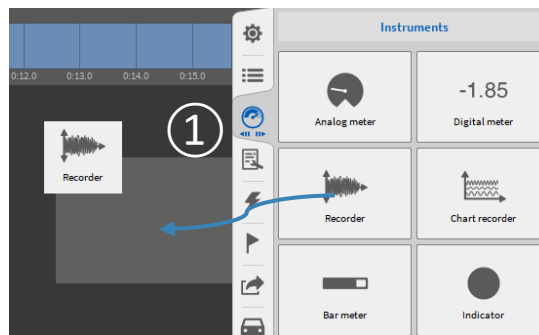 Instruments
0:12.0 0:13.0 0:14.0 0:15.0
1
-1.85
Analog meter
Digital meter
Recorder
Recorder
Chart recorder
Bar meter
Indicator